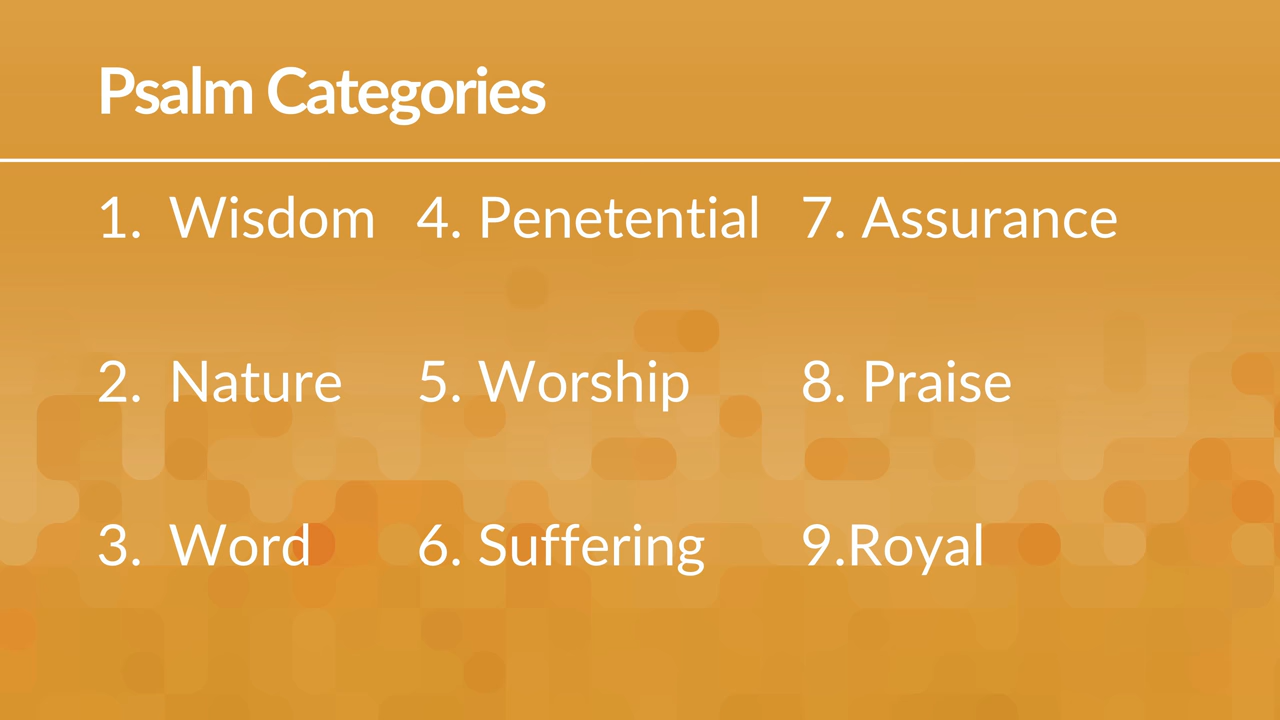 Psalm Categories
1. Wisdom
2. Nature
3. Word
4. Penetential
5. Worship
6. Suffering
7. Assurance
8. Praise
9.Royal